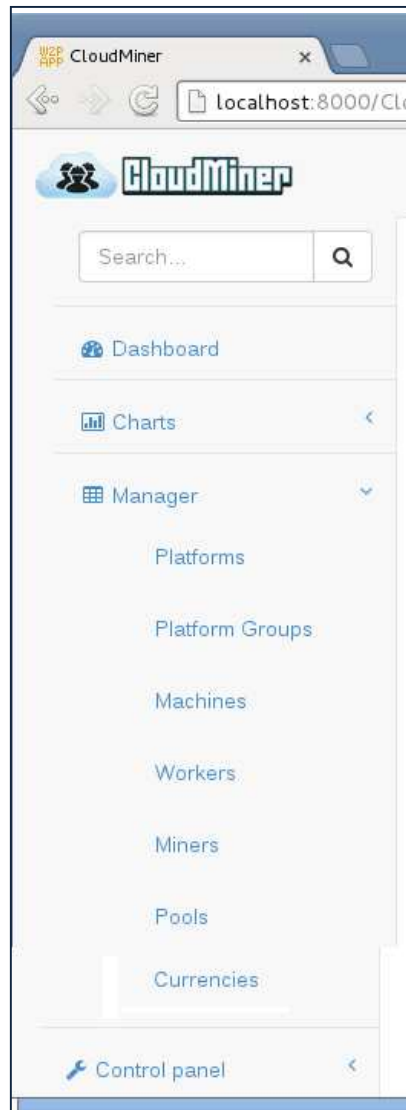 W2P
APP CloudMiner ×
localhost:8000/Clo
CloudMiner
Search...
Dashboard
Charts
Manager
Platforms
Platform Groups
Machines
Workers
Miners
Pools
Currencies
Control panel